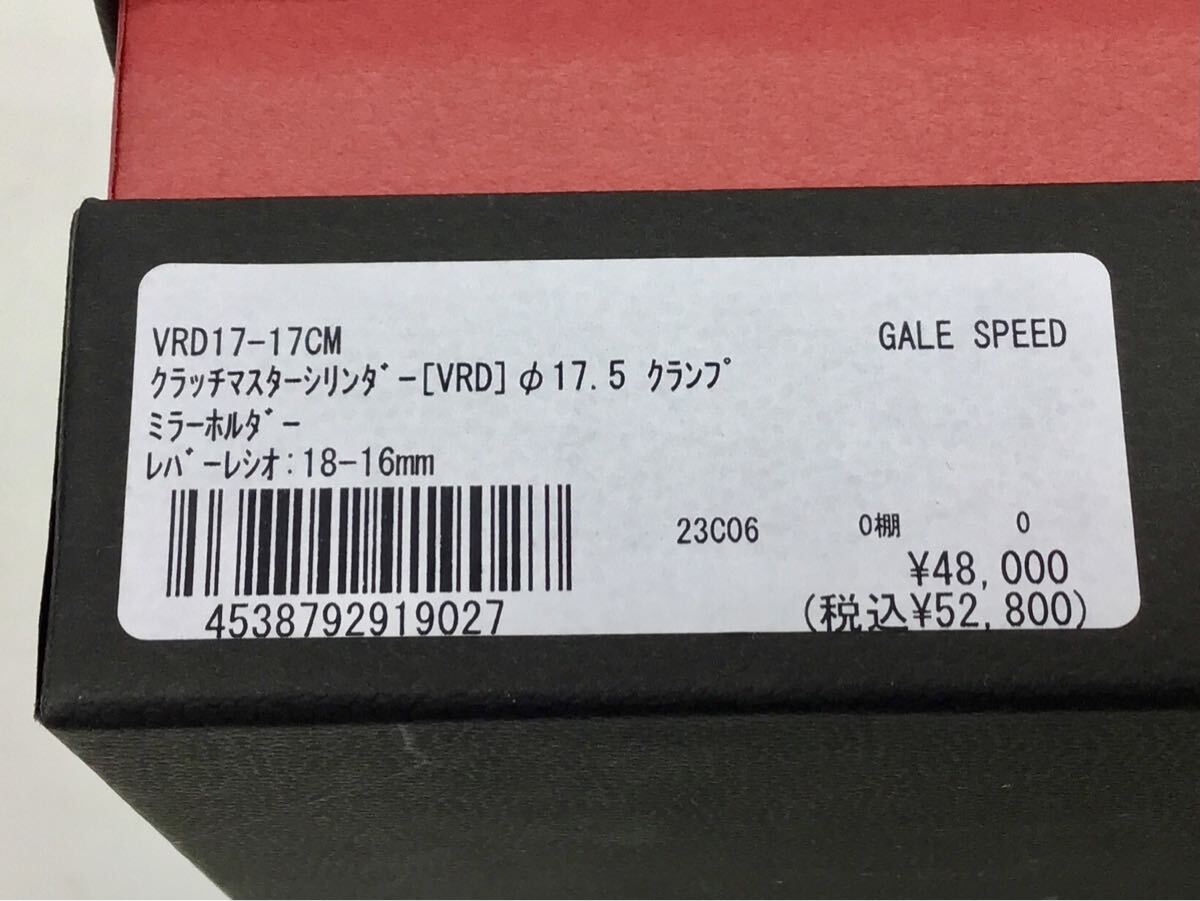 VRD17-17CM GALE SPEED
ｸﾗｯﾁﾏｽﾀｰｼﾘﾝﾀﾞｰ[VRD]φ17.5 ｸﾗﾝﾌﾟ
ﾐﾗｰﾎﾙﾀﾞｰ
ﾚﾊﾞｰﾚｼｵ:18-16mm
23C06 0棚 0
¥48,000
4538792919027 (税込¥52,800)